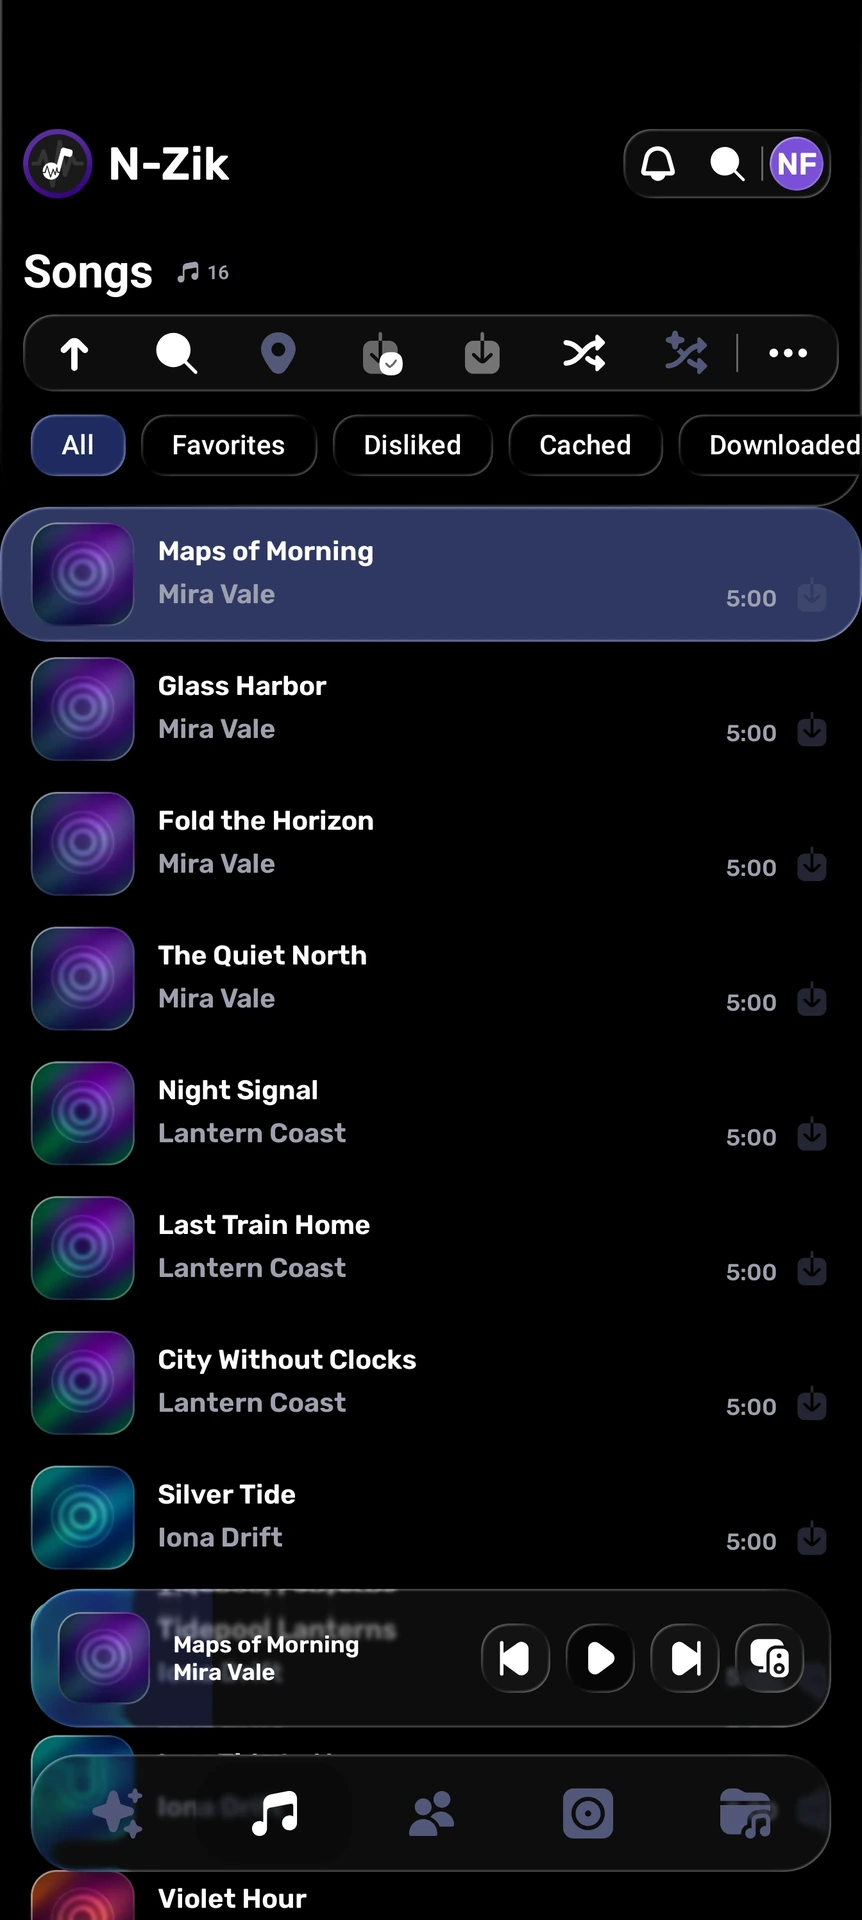 N-Zik
NF
Songs
16
All
Favorites
Disliked
Cached
Downloaded
Maps of Morning
Mira Vale
5:00
Glass Harbor
Mira Vale
5:00
Fold the Horizon
Mira Vale
5:00
The Quiet North
Mira Vale
5:00
Night Signal
Lantern Coast
5:00
Last Train Home
Lantern Coast
5:00
City Without Clocks
Lantern Coast
5:00
Silver Tide
Iona Drift
5:00
Tidepool Lanterns
Maps of Morning
Mira Vale
Violet Hour